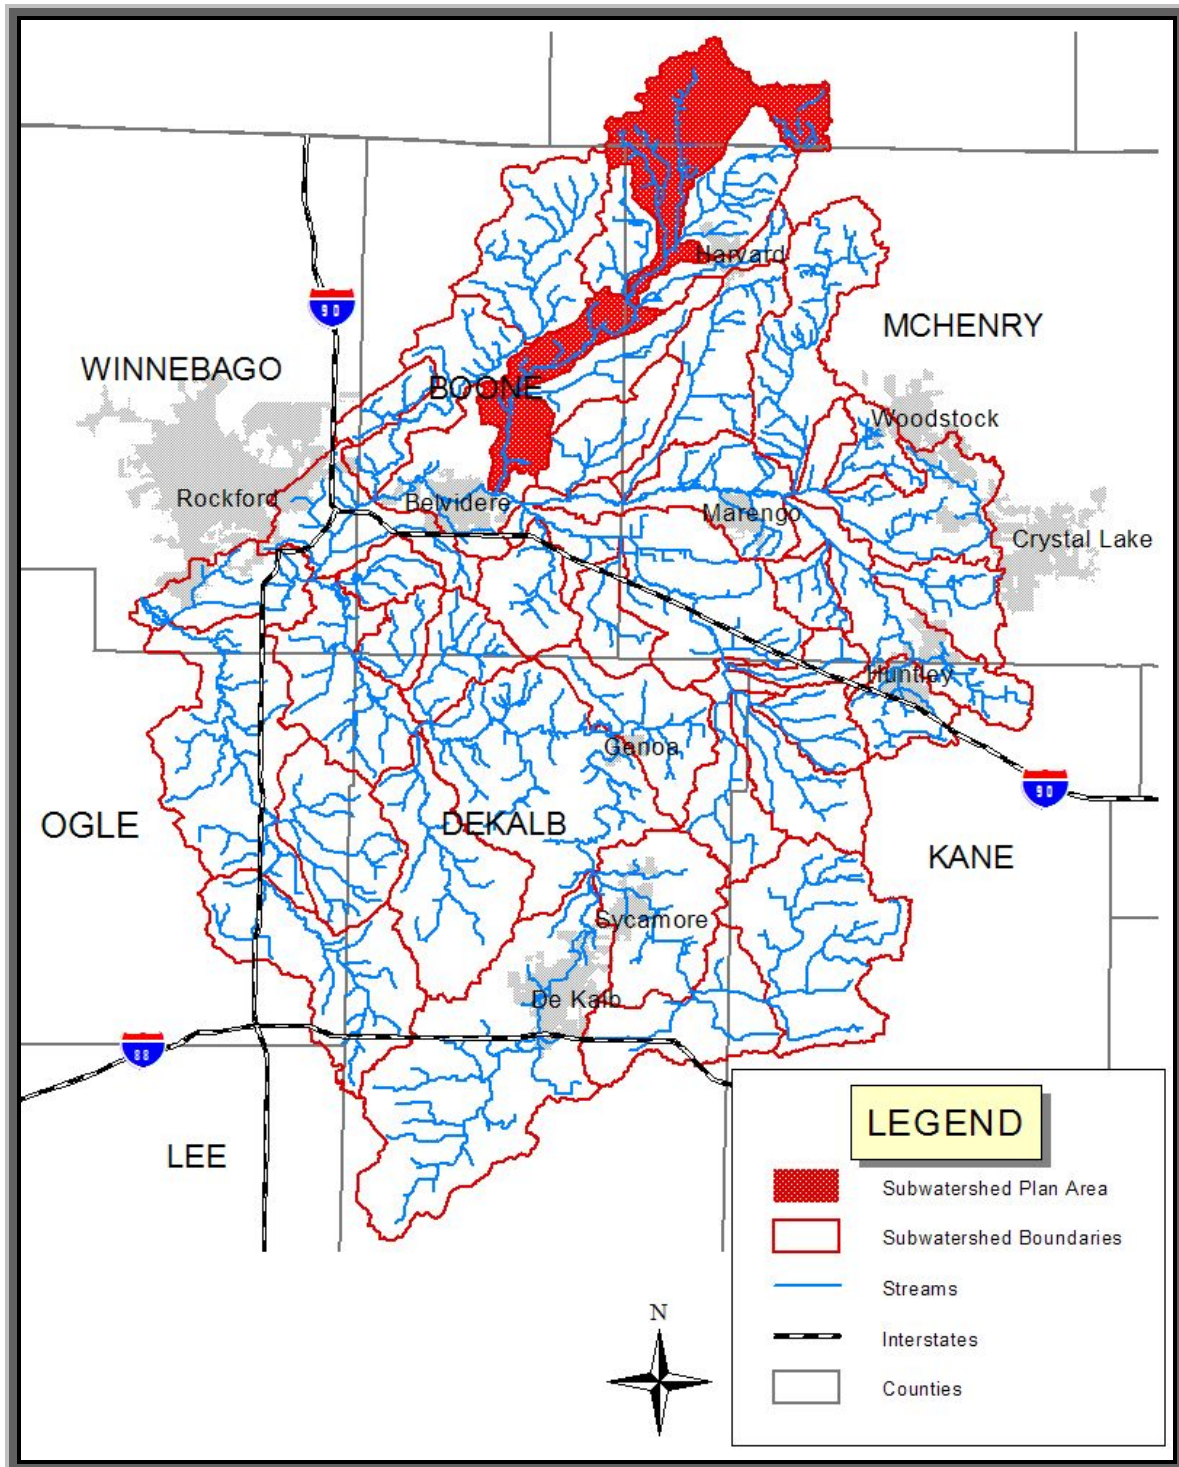 Harvard
90
MCHENRY
WINNEBAGO
BOONE
Woodstock
Rockford
Belvidere
Marengo
Crystal Lake
Huntley
Genoa
90
OGLE
DEKALB
KANE
Sycamore
De Kalb
88
LEE
LEGEND
Subwatershed Plan Area
Subwatershed Boundaries
Streams
Interstates
Counties
N